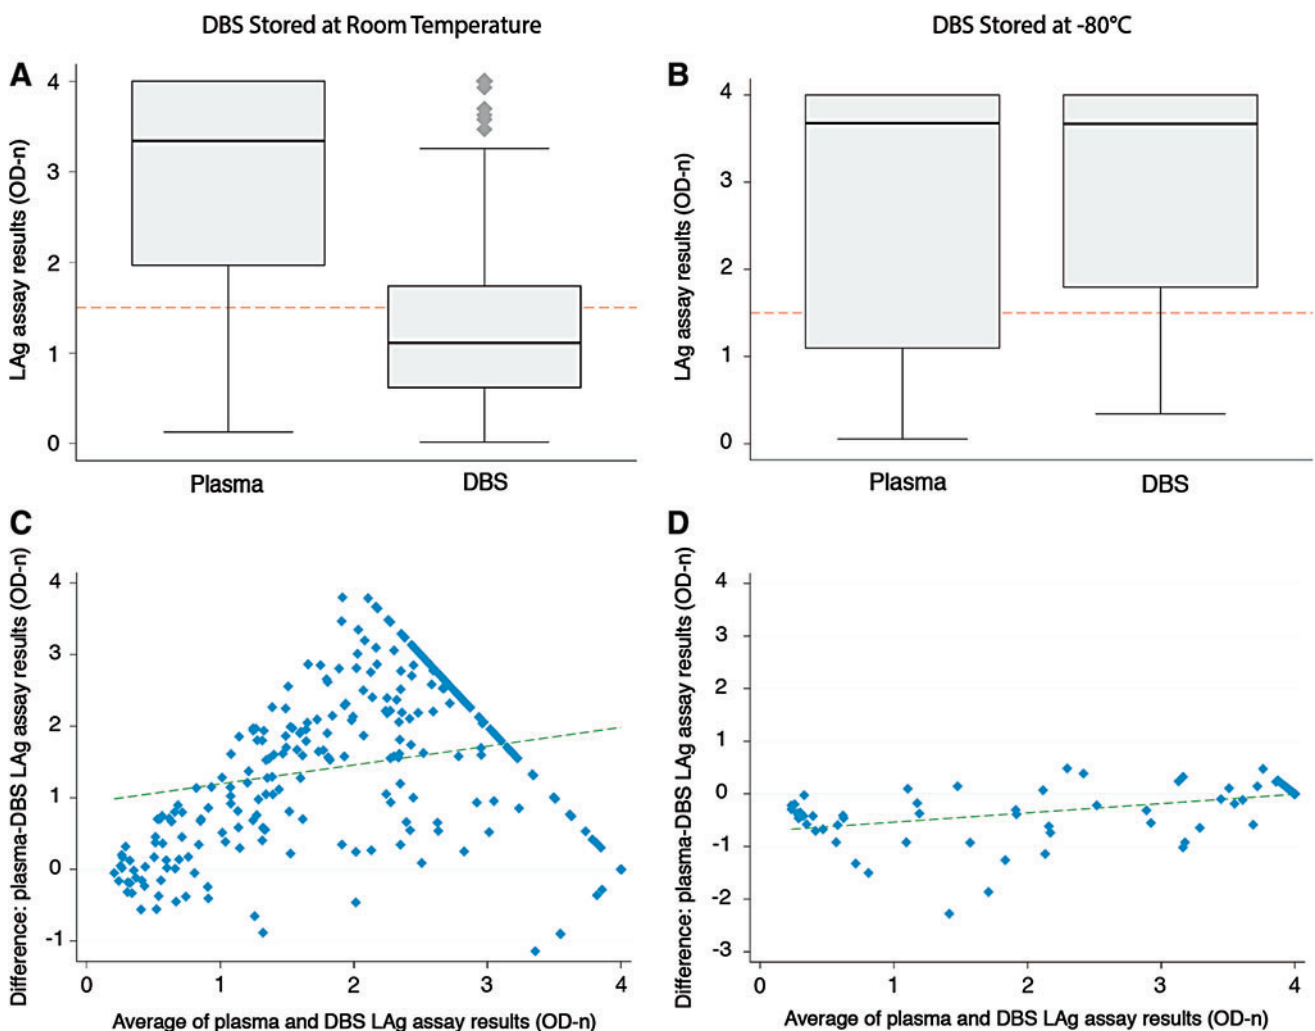 DBS Stored at Room Temperature
DBS Stored at -80°C
A
LAg assay results (OD-n)
4
3
2
1
0
Plasma
DBS
B
LAg assay results (OD-n)
4
3
2
1
0
Plasma
DBS
C
Difference: plasma-DBS LAg assay results (OD-n)
4
3
2
1
0
-1
0
1
2
3
4
Average of plasma and DBS LAg assay results (OD-n)
D
Difference: plasma-DBS LAg assay results (OD-n)
4
3
2
1
0
-1
-2
-3
0
1
2
3
4
Average of plasma and DBS LAg assay results (OD-n)